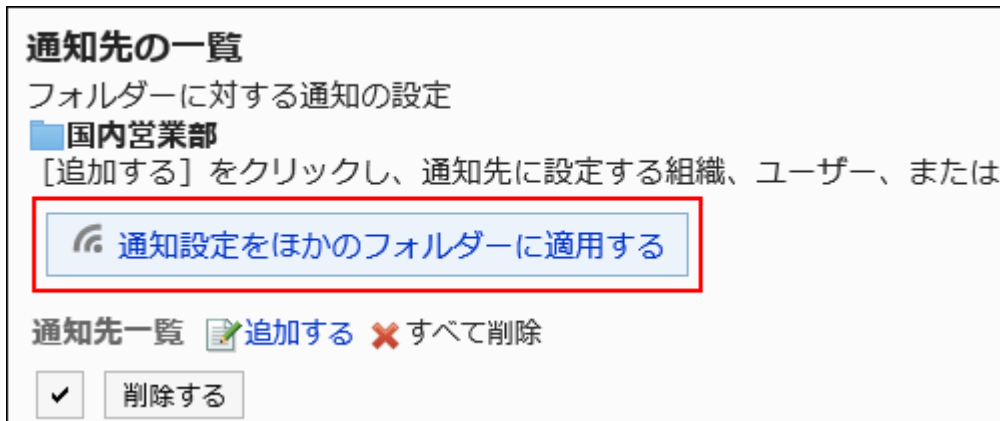 通知先の一覧
フォルダーに対する通知の設定
国内営業部
［追加する］をクリックし、通知先に設定する組織、ユーザー、または
通知設定をほかのフォルダーに適用する
通知先一覧 追加する すべて削除
削除する